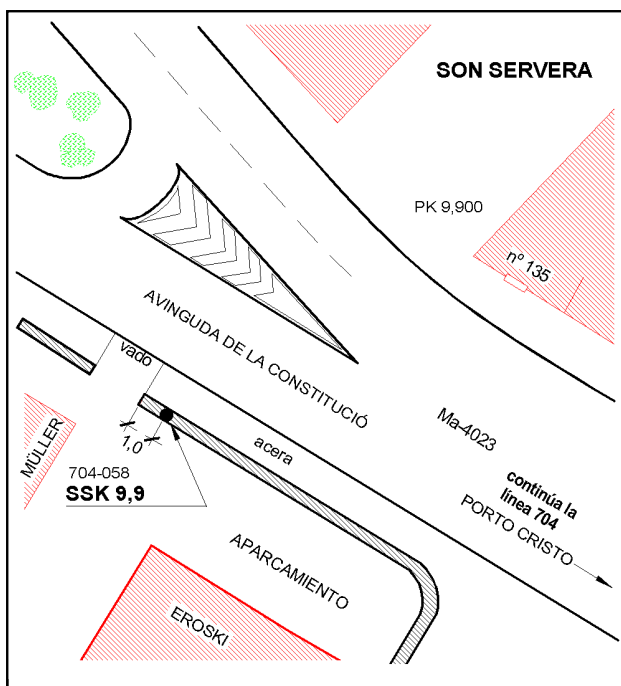 SON SERVERA
PK 9,900
nº 135
AVINGUDA DE LA CONSTITUCIÓ
vado
Ma-4023
MÜLLER
1,0
acera
704-058
SSK 9,9
continúa la
línea 704
PORTO CRISTO
APARCAMIENTO
EROSKI